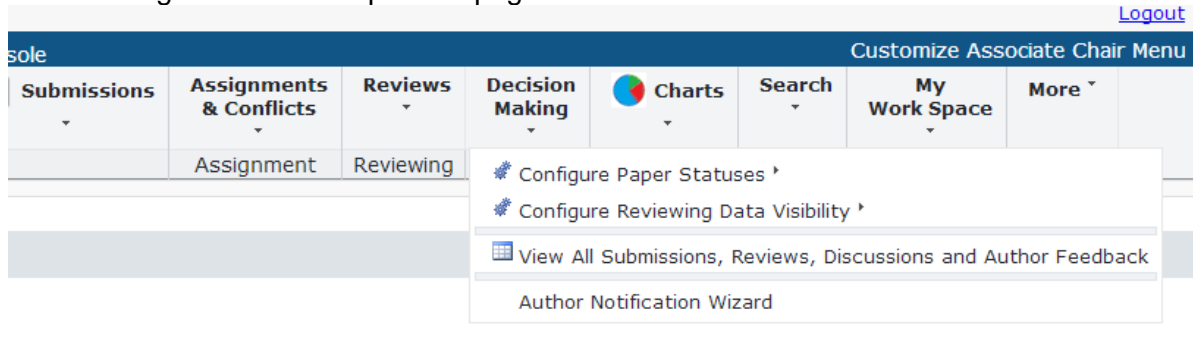 Logout
sole Customize Associate Chair Menu
Submissions Assignments & Conflicts Reviews Decision Making Charts Search My Work Space More
Assignment Reviewing
Configure Paper Statuses
Configure Reviewing Data Visibility
View All Submissions, Reviews, Discussions and Author Feedback
Author Notification Wizard